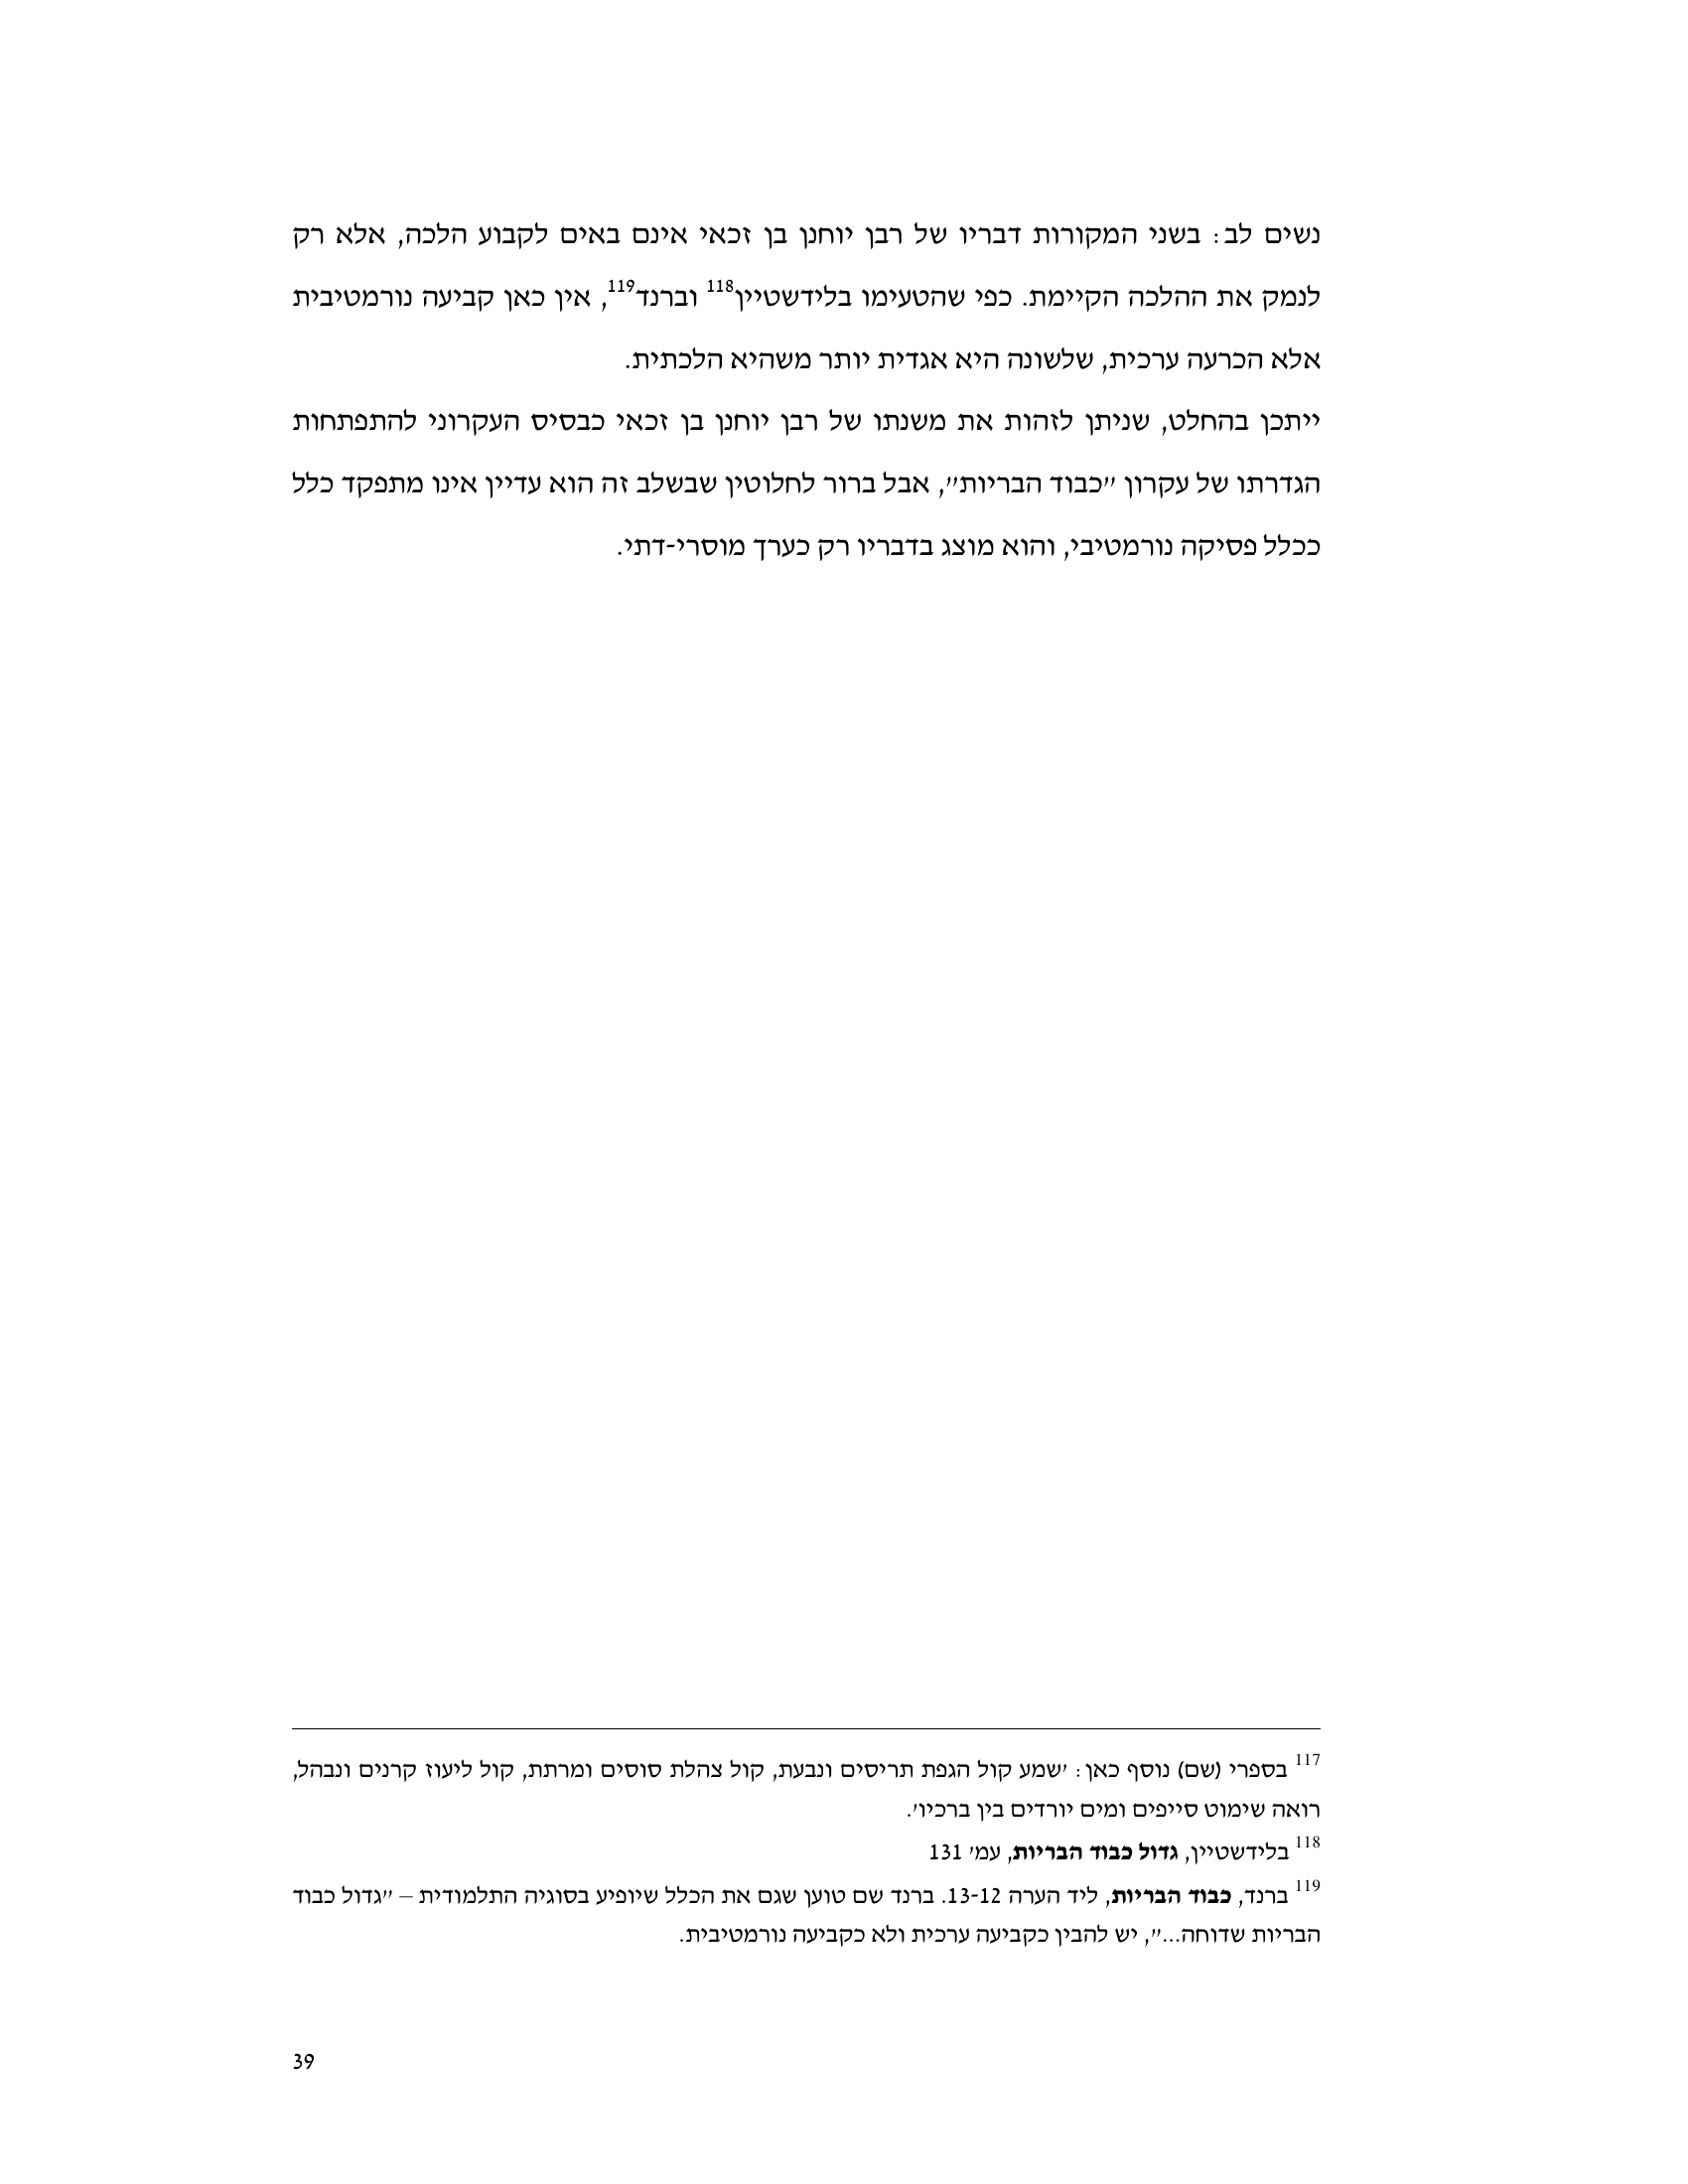 נשים לב: בשני המקורות דבריו של רבן יוחנן בן זכאי אינם באים לקבוע הלכה, אלא רק
לנמק את ההלכה הקיימת. כפי שהטעימו בלידשטיין118 וברנד119, אין כאן קביעה נורמטיבית
אלא הכרעה ערכית, שלשונה היא אגדית יותר משהיא הלכתית.
ייתכן בהחלט, שניתן לזהות את משנתו של רבן יוחנן בן זכאי כבסיס העקרוני להתפתחות
הגדרתו של עקרון "כבוד הבריות", אבל ברור לחלוטין שבשלב זה הוא עדיין אינו מתפקד כלל
ככלל פסיקה נורמטיבי, והוא מוצג בדבריו רק כערך מוסרי-דתי.
117 בספרי (שם) נוסף כאן: 'שמע קול הגפת תריסים ונבעת, קול צהלת סוסים ומרתת, קול ליעוז קרנים ונבהל,
רואה שימוט סייפים ומים יורדים בין ברכיו'.
118 בלידשטיין, גדול כבוד הבריות, עמ' 131
119 ברנד, כבוד הבריות, ליד הערה 13-12. ברנד שם טוען שגם את הכלל שיופיע בסוגיה התלמודית – "גדול כבוד
הבריות שדוחה...", יש להבין כקביעה ערכית ולא כקביעה נורמטיבית.
39